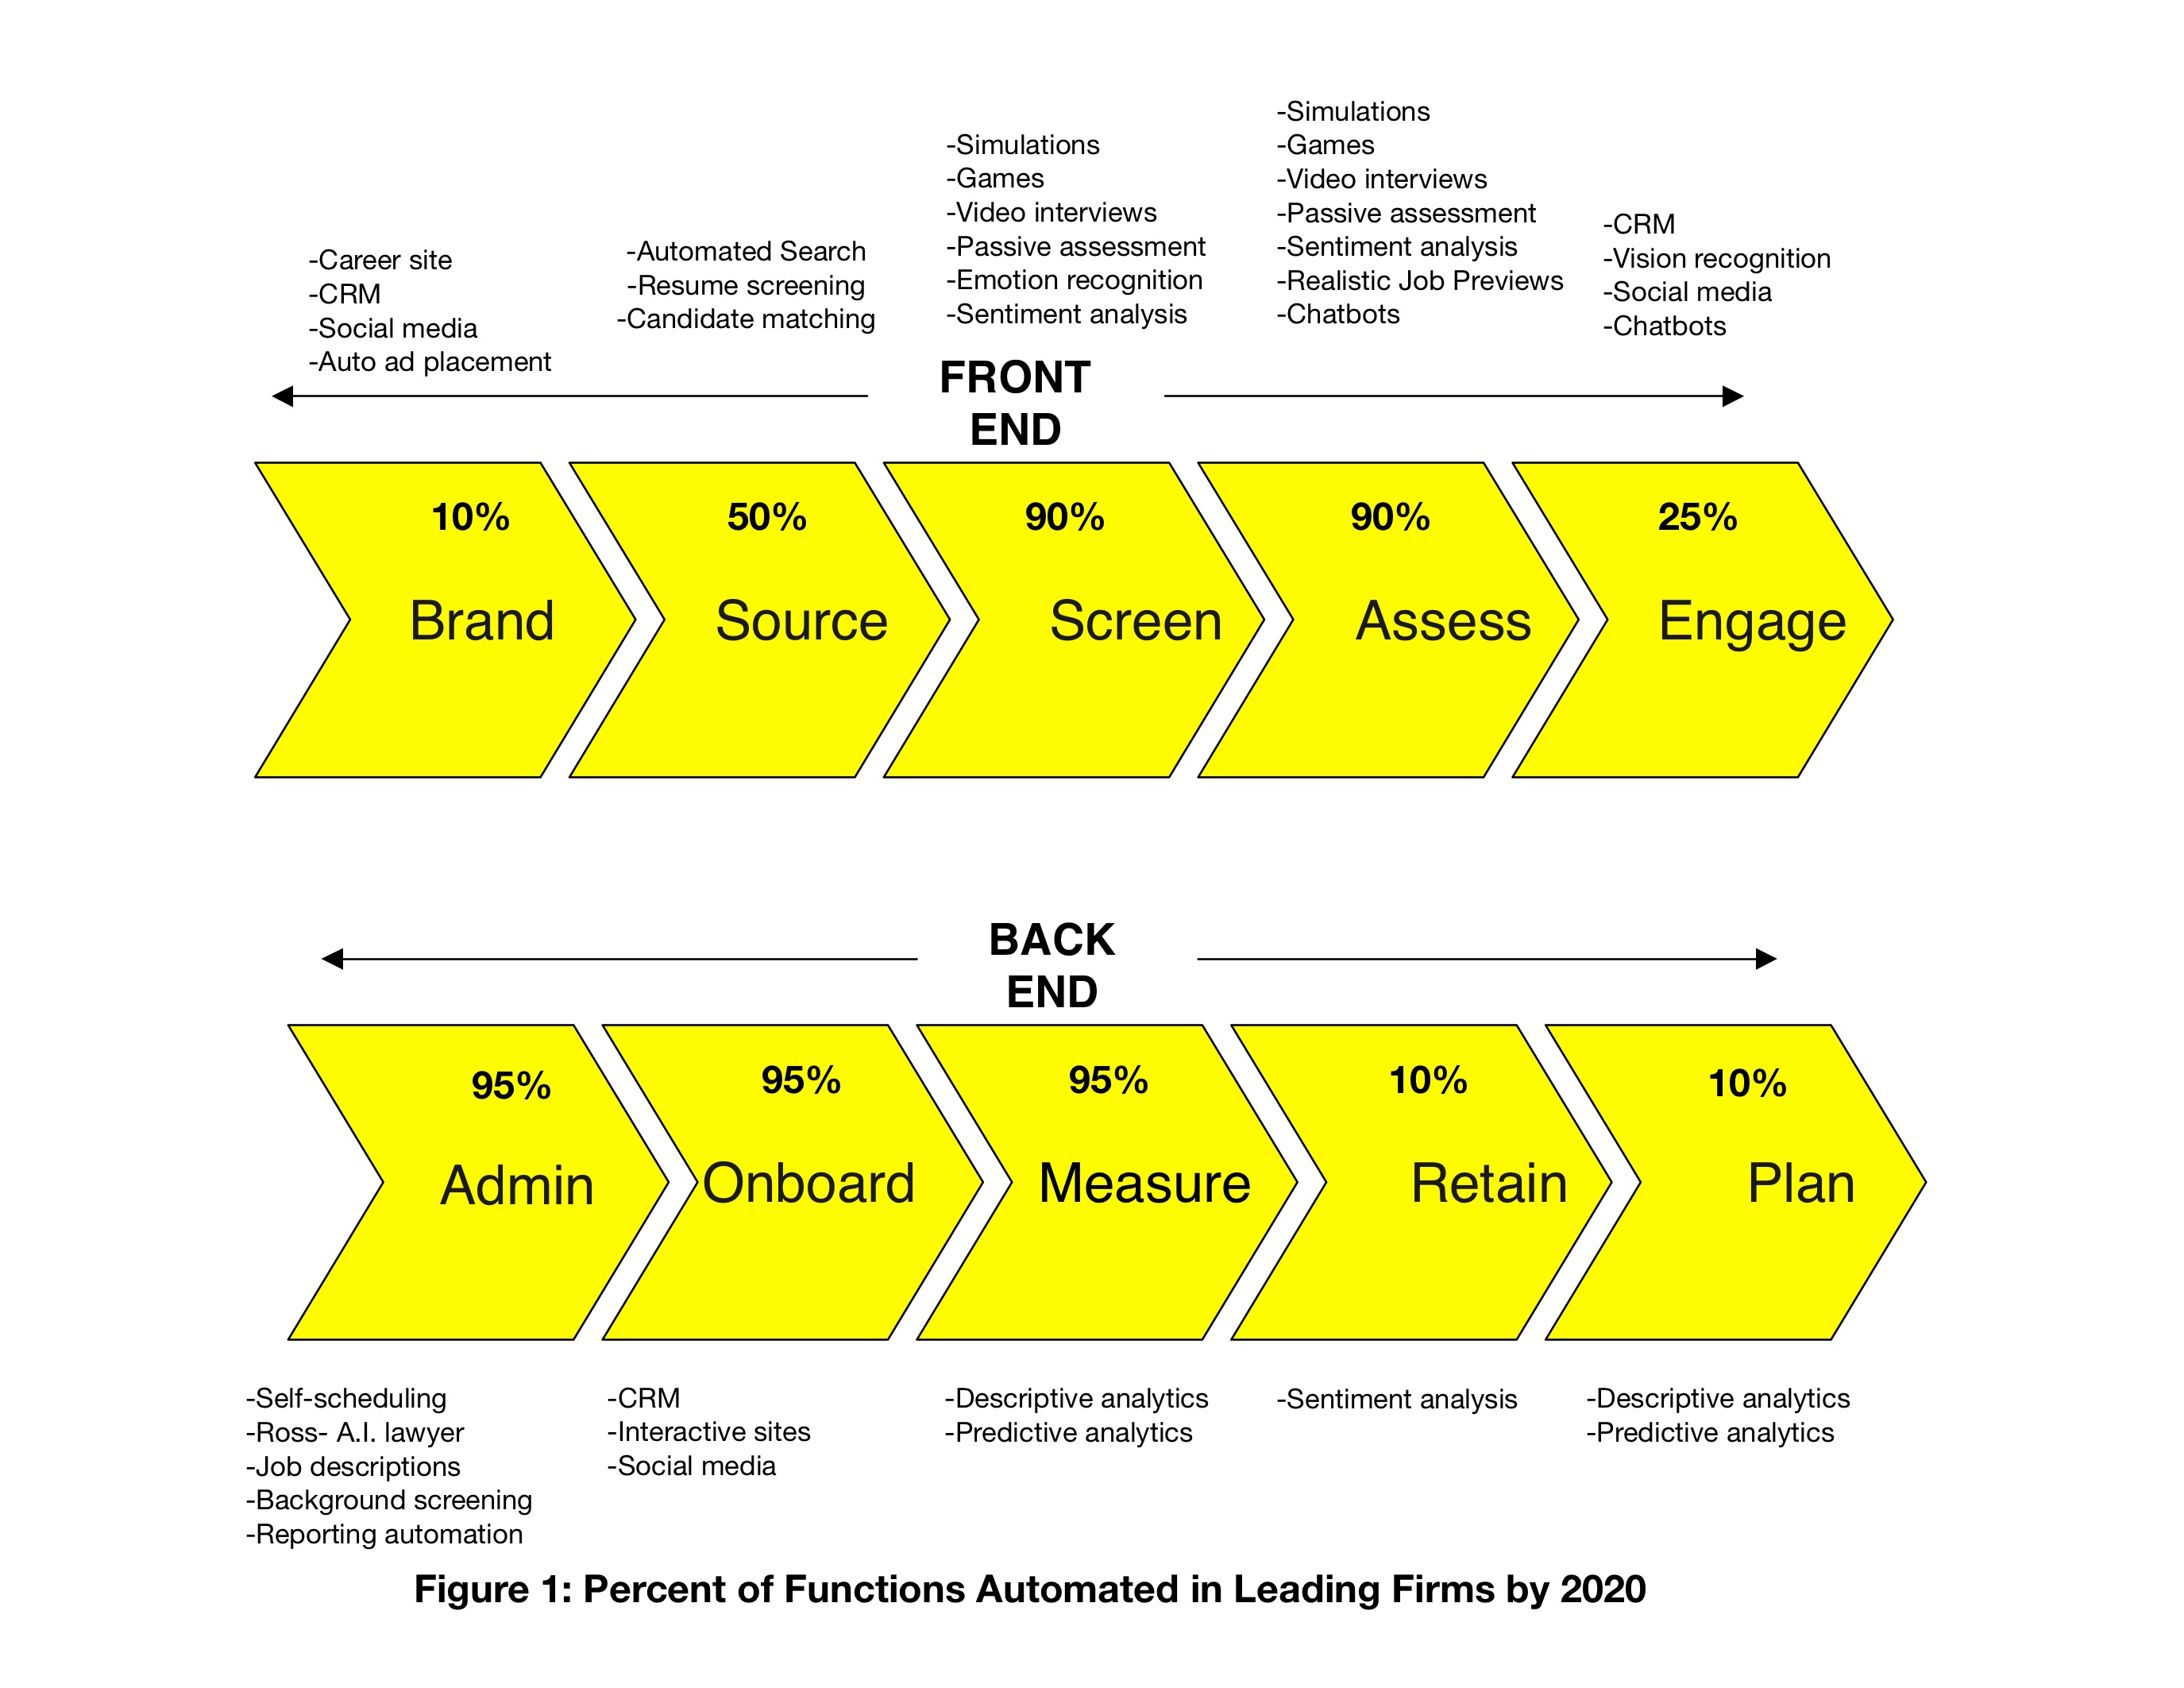 -Career site
-CRM
-Social media
-Auto ad placement
-Automated Search
-Resume screening
-Candidate matching
-Simulations
-Games
-Video interviews
-Passive assessment
-Emotion recognition
-Sentiment analysis
-Simulations
-Games
-Video interviews
-Passive assessment
-Sentiment analysis
-Realistic Job Previews
-Chatbots
-CRM
-Vision recognition
-Social media
-Chatbots
FRONT
END
10%
Brand
50%
Source
90%
Screen
90%
Assess
25%
Engage
BACK
END
95%
Admin
95%
Onboard
95%
Measure
10%
Retain
10%
Plan
-Self-scheduling
-Ross- A.I. lawyer
-Job descriptions
-Background screening
-Reporting automation
-CRM
-Interactive sites
-Social media
-Descriptive analytics
-Predictive analytics
-Sentiment analysis
-Descriptive analytics
-Predictive analytics
Figure 1: Percent of Functions Automated in Leading Firms by 2020